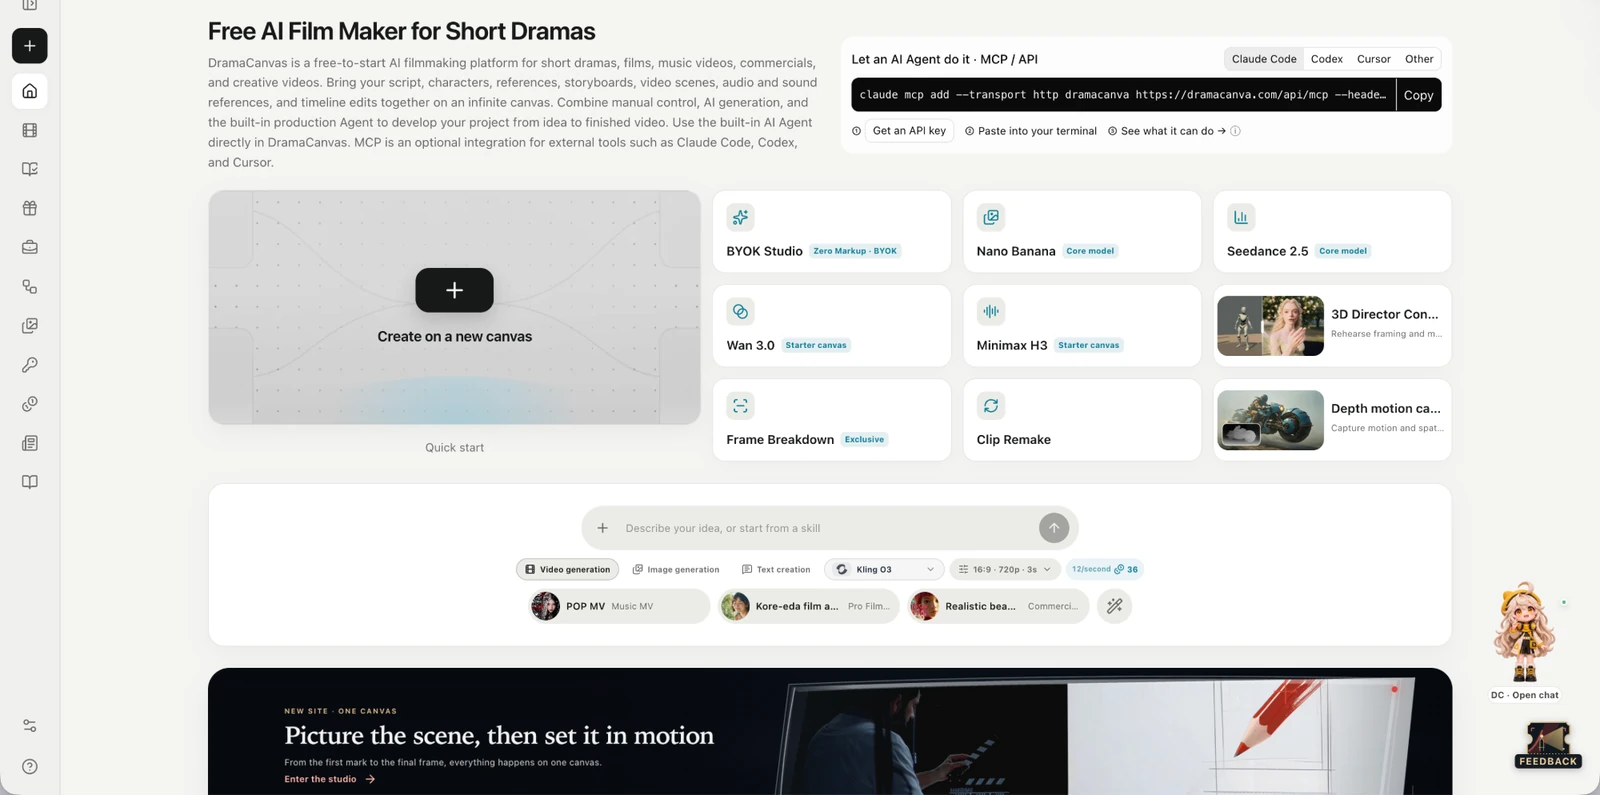 Free AI Film Maker for Short Dramas
DramaCanvas is a free-to-start AI filmmaking platform for short dramas, films, music videos, commercials,
and creative videos. Bring your script, characters, references, storyboards, video scenes, audio and sound
references, and timeline edits together on an infinite canvas. Combine manual control, AI generation, and
the built-in production Agent to develop your project from idea to finished video. Use the built-in AI Agent
directly in DramaCanvas. MCP is an optional integration for external tools such as Claude Code, Codex,
and Cursor.
Let an AI Agent do it · MCP / API
Claude Code Codex Cursor Other
claude mcp add --transport http dramacanva https://dramacanva.com/api/mcp --heade… Copy
① Get an API key ② Paste into your terminal ③ See what it can do → ⓘ
Create on a new canvas
Quick start
BYOK Studio Zero Markup · BYOK
Nano Banana Core model
Seedance 2.5 Core model
Wan 3.0 Starter canvas
Minimax H3 Starter canvas
3D Director Con...
Rehearse framing and m...
Frame Breakdown Exclusive
Clip Remake
Depth motion ca...
Capture motion and spat...
Describe your idea, or start from a skill
Video generation Image generation Text creation Kling O3 16:9 · 720p · 3s 12/second 36
POP MV Music MV Kore-eda film a... Pro Film... Realistic bea... Commerci...
NEW SITE · ONE CANVAS
Picture the scene, then set it in motion
From the first mark to the final frame, everything happens on one canvas.
Enter the studio →
DC · Open chat
FEEDBACK